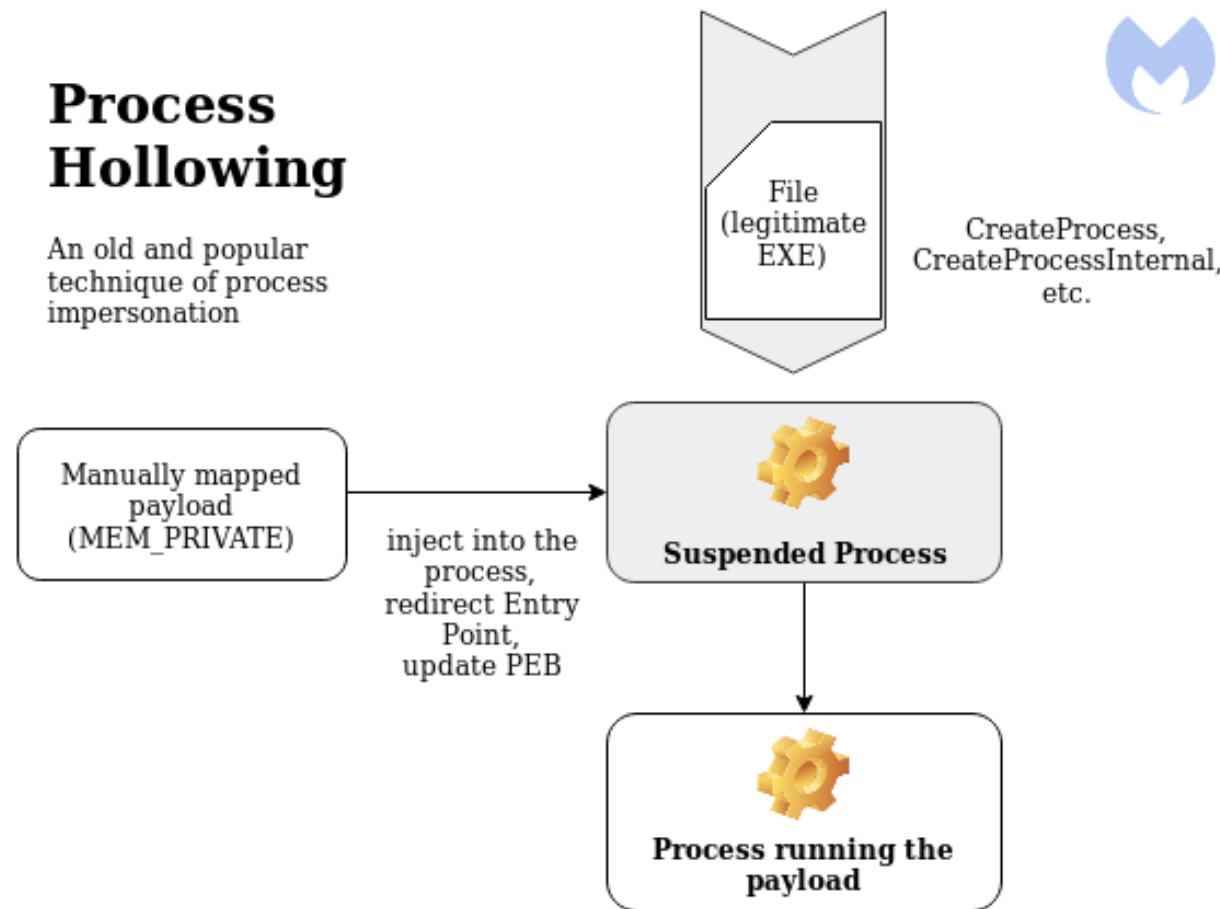 Process
Hollowing
An old and popular
technique of process
impersonation
File
(legitimate
EXE)
CreateProcess,
CreateProcessInternal,
etc.
Manually mapped
payload
(MEM_PRIVATE)
inject into the
process,
redirect Entry
Point,
update PEB
Suspended Process
Process running the
payload